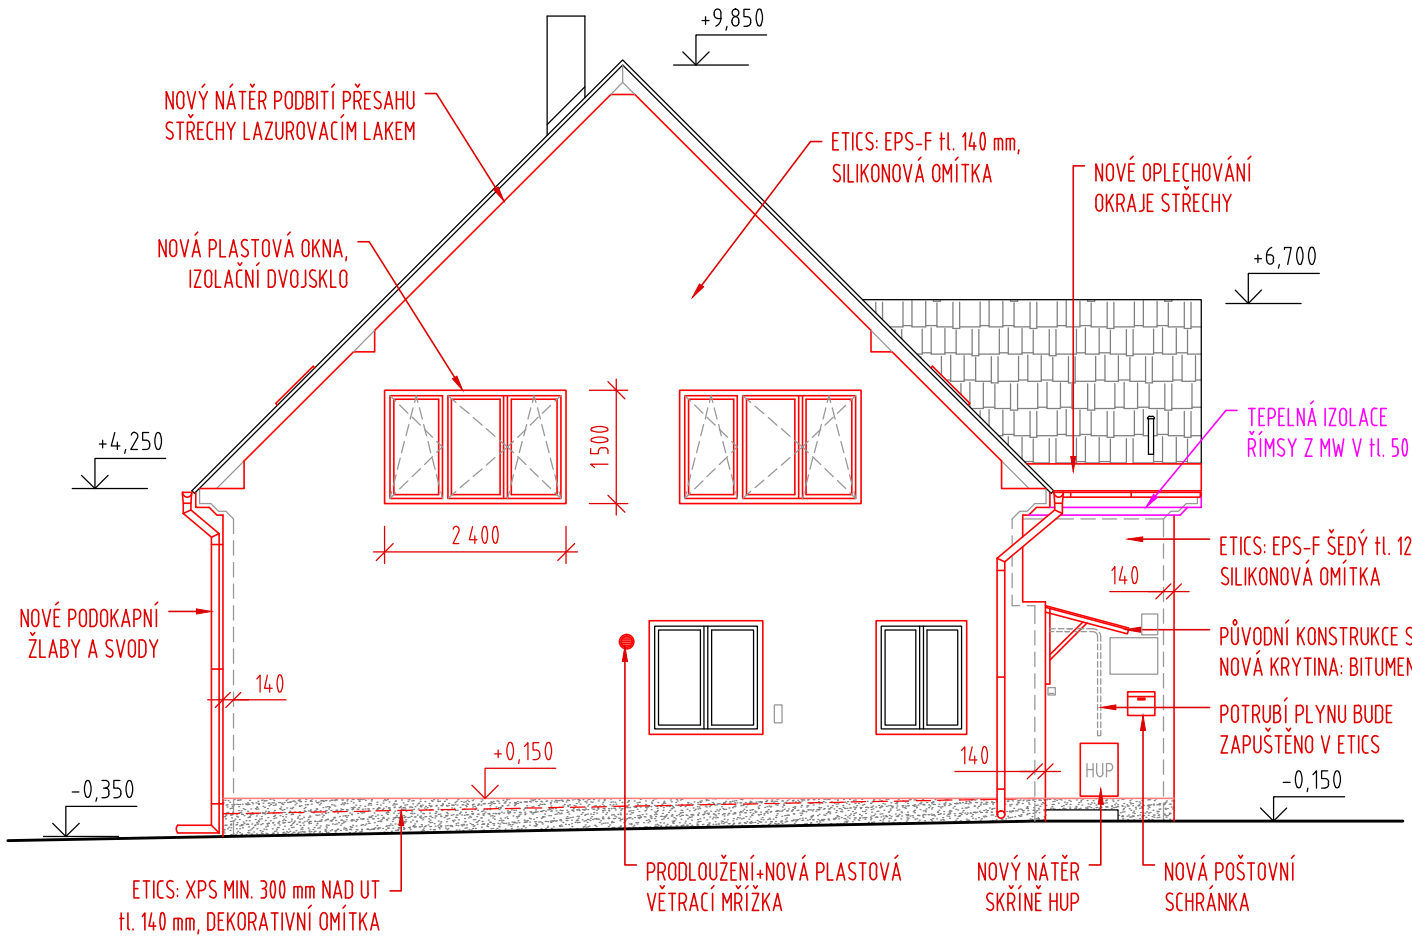 +9,850
NOVÝ NÁTĚR PODBITÍ PŘESAHU
STŘECHY LAZUROVACÍM LAKEM
ETICS: EPS-F tl. 140 mm,
SILIKONOVÁ OMÍTKA
NOVÉ OPLECHOVÁNÍ
OKRAJE STŘECHY
NOVÁ PLASTOVÁ OKNA,
IZOLAČNÍ DVOJSKLO
+6,700
+4,250
TEPELNÁ IZOLACE
ŘÍMSY Z MW V tl. 50
1 500
2 400
ETICS: EPS-F ŠEDÝ tl. 12
SILIKONOVÁ OMÍTKA
140
NOVÉ PODOKAPNÍ
ŽLABY A SVODY
PŮVODNÍ KONSTRUKCE S
NOVÁ KRYTINA: BITUMEN
140
POTRUBÍ PLYNU BUDE
ZAPUŠTĚNO V ETICS
+0,150
140
HUP
-0,350
-0,150
PRODLOUŽENÍ+NOVÁ PLASTOVÁ
VĚTRACÍ MŘÍŽKA
NOVÝ NÁTĚR
SKŘÍNĚ HUP
NOVÁ POŠTOVNÍ
SCHRÁNKA
ETICS: XPS MIN. 300 mm NAD UT
tl. 140 mm, DEKORATIVNÍ OMÍTKA